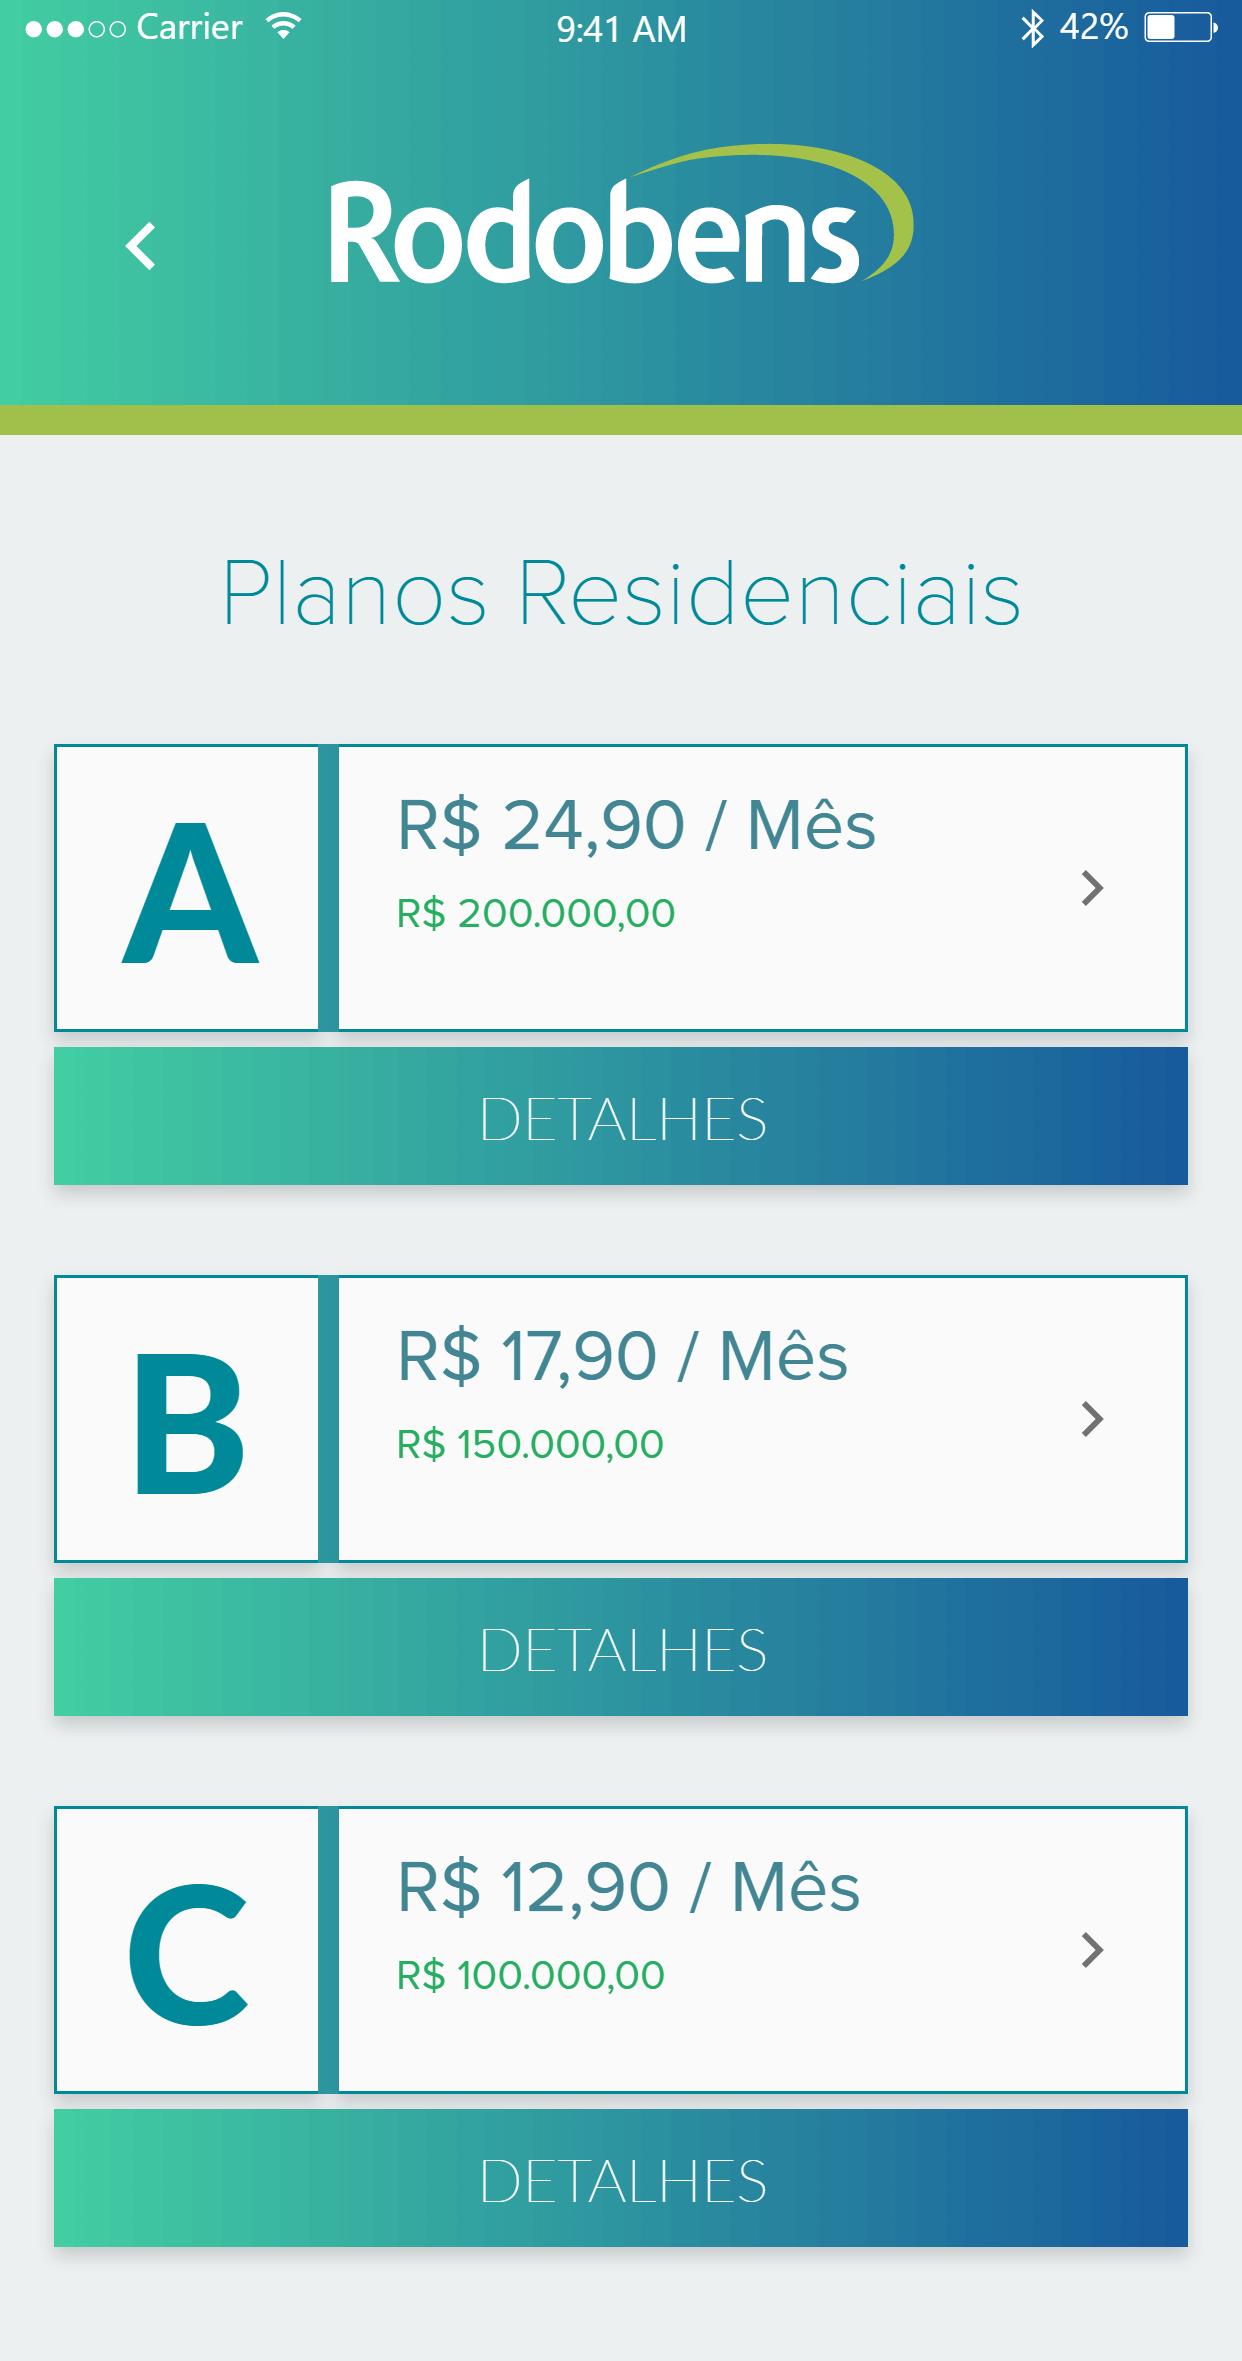 Carrier 9:41 AM 42%
Rodobens
Planos Residenciais
A
R$ 24,90 / Mês
R$ 200.000,00
DETALHES
B
R$ 17,90 / Mês
R$ 150.000,00
DETALHES
C
R$ 12,90 / Mês
R$ 100.000,00
DETALHES